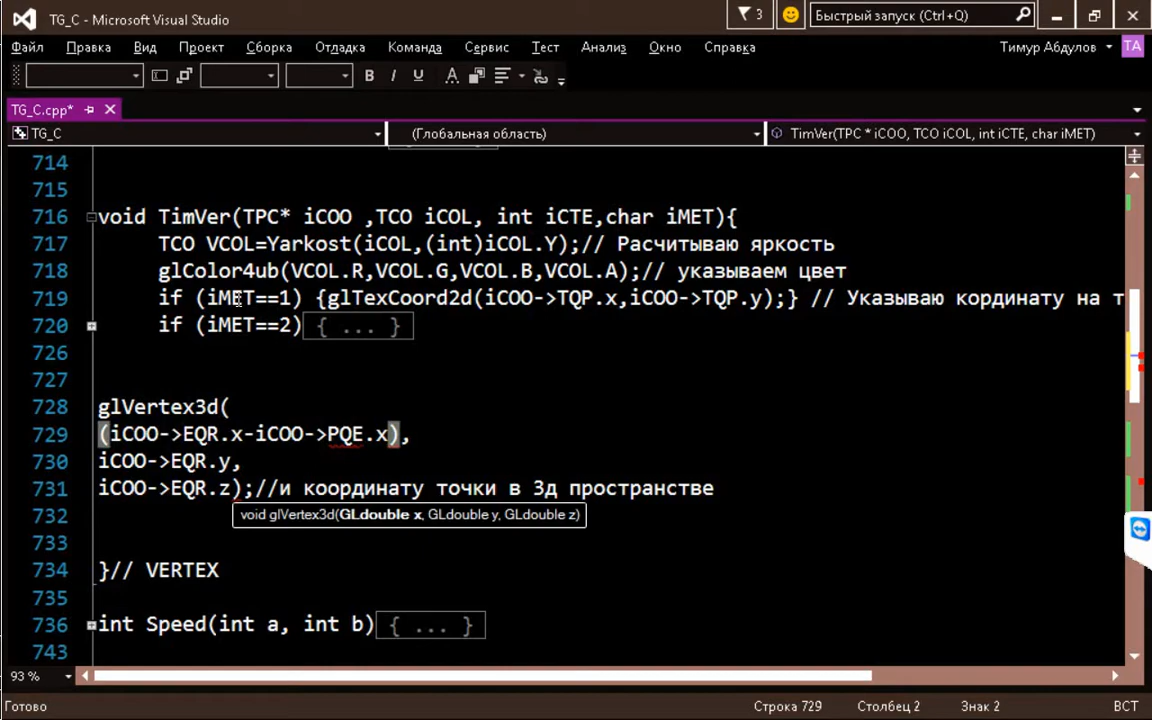 TG_C - Microsoft Visual Studio
3
Быстрый запуск (Ctrl+Q)
Файл Правка Вид Проект Сборка Отладка Команда Сервис Тест Анализ Окно Справка
Тимур Абдулов
TA
B I U A
TG_C.cpp*
TG_C
(Глобальная область)
TimVer(TPC * iCOO, TCO iCOL, int iCTE, char iMET)
714
715
716 void TimVer(TPC* iCOO ,TCO iCOL, int iCTE,char iMET){
717 TCO VCOL=Yarkost(iCOL,(int)iCOL.Y);// Расчитываю яркость
718 glColor4ub(VCOL.R,VCOL.G,VCOL.B,VCOL.A);// указываем цвет
719 if (iMET==1) {glTexCoord2d(iCOO->TQP.x,iCOO->TQP.y);} // Указываю кординату на т
720 if (iMET==2) { ... }
726
727
728 glVertex3d(
729 (iCOO->EQR.x-iCOO->PQE.x),
730 iCOO->EQR.y,
731 iCOO->EQR.z);//и координату точки в 3д пространстве
732
void glVertex3d(GLdouble x, GLdouble y, GLdouble z)
733
734 }// VERTEX
735
736 int Speed(int a, int b) { ... }
743
93 %
Готово
Строка 729
Столбец 2
Знак 2
ВСТ